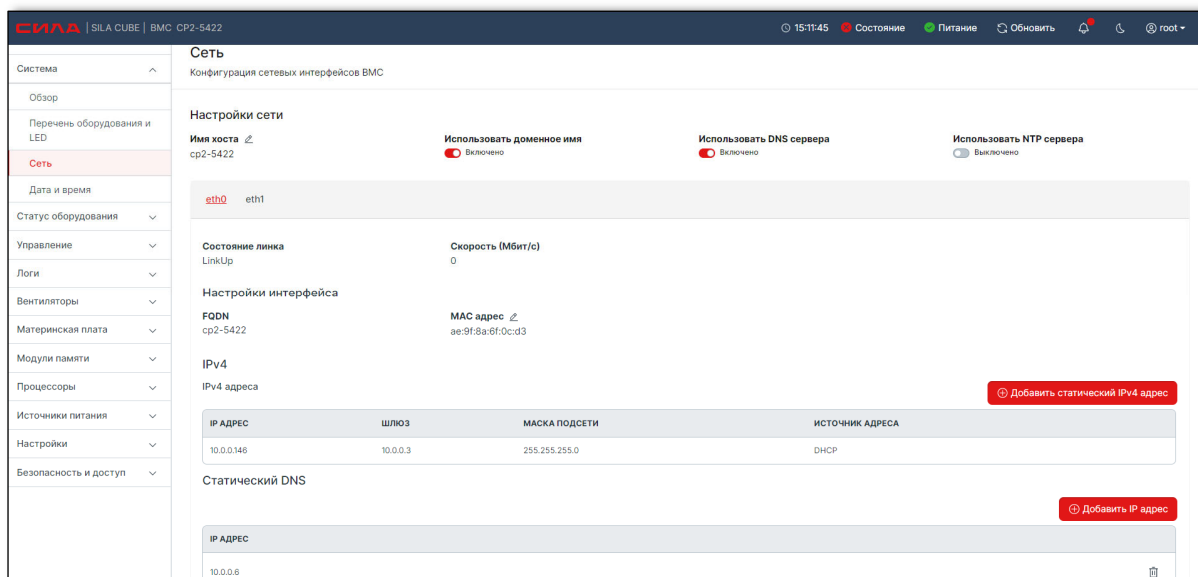 СИЛА | SILA CUBE | BMC CP2-5422
15:11:45 Состояние Питание Обновить root
Система
Обзор
Перечень оборудования и
LED
Сеть
Дата и время
Статус оборудования
Управление
Логи
Вентиляторы
Материнская плата
Модули памяти
Процессоры
Источники питания
Настройки
Безопасность и доступ
Сеть
Конфигурация сетевых интерфейсов BMC
Настройки сети
Имя хоста Использовать доменное имя Использовать DNS сервера Использовать NTP сервера
cp2-5422 Включено Включено Выключено
eth0 eth1
Состояние линка Скорость (Мбит/с)
LinkUp 0
Настройки интерфейса
FQDN MAC адрес
cp2-5422 ae:9f:8a:6f:0c:d3
IPv4
IPv4 адреса
Добавить статический IPv4 адрес
IP АДРЕС ШЛЮЗ МАСКА ПОДСЕТИ ИСТОЧНИК АДРЕСА
10.0.0.146 10.0.0.3 255.255.255.0 DHCP
Статический DNS
Добавить IP адрес
IP АДРЕС
10.0.0.6